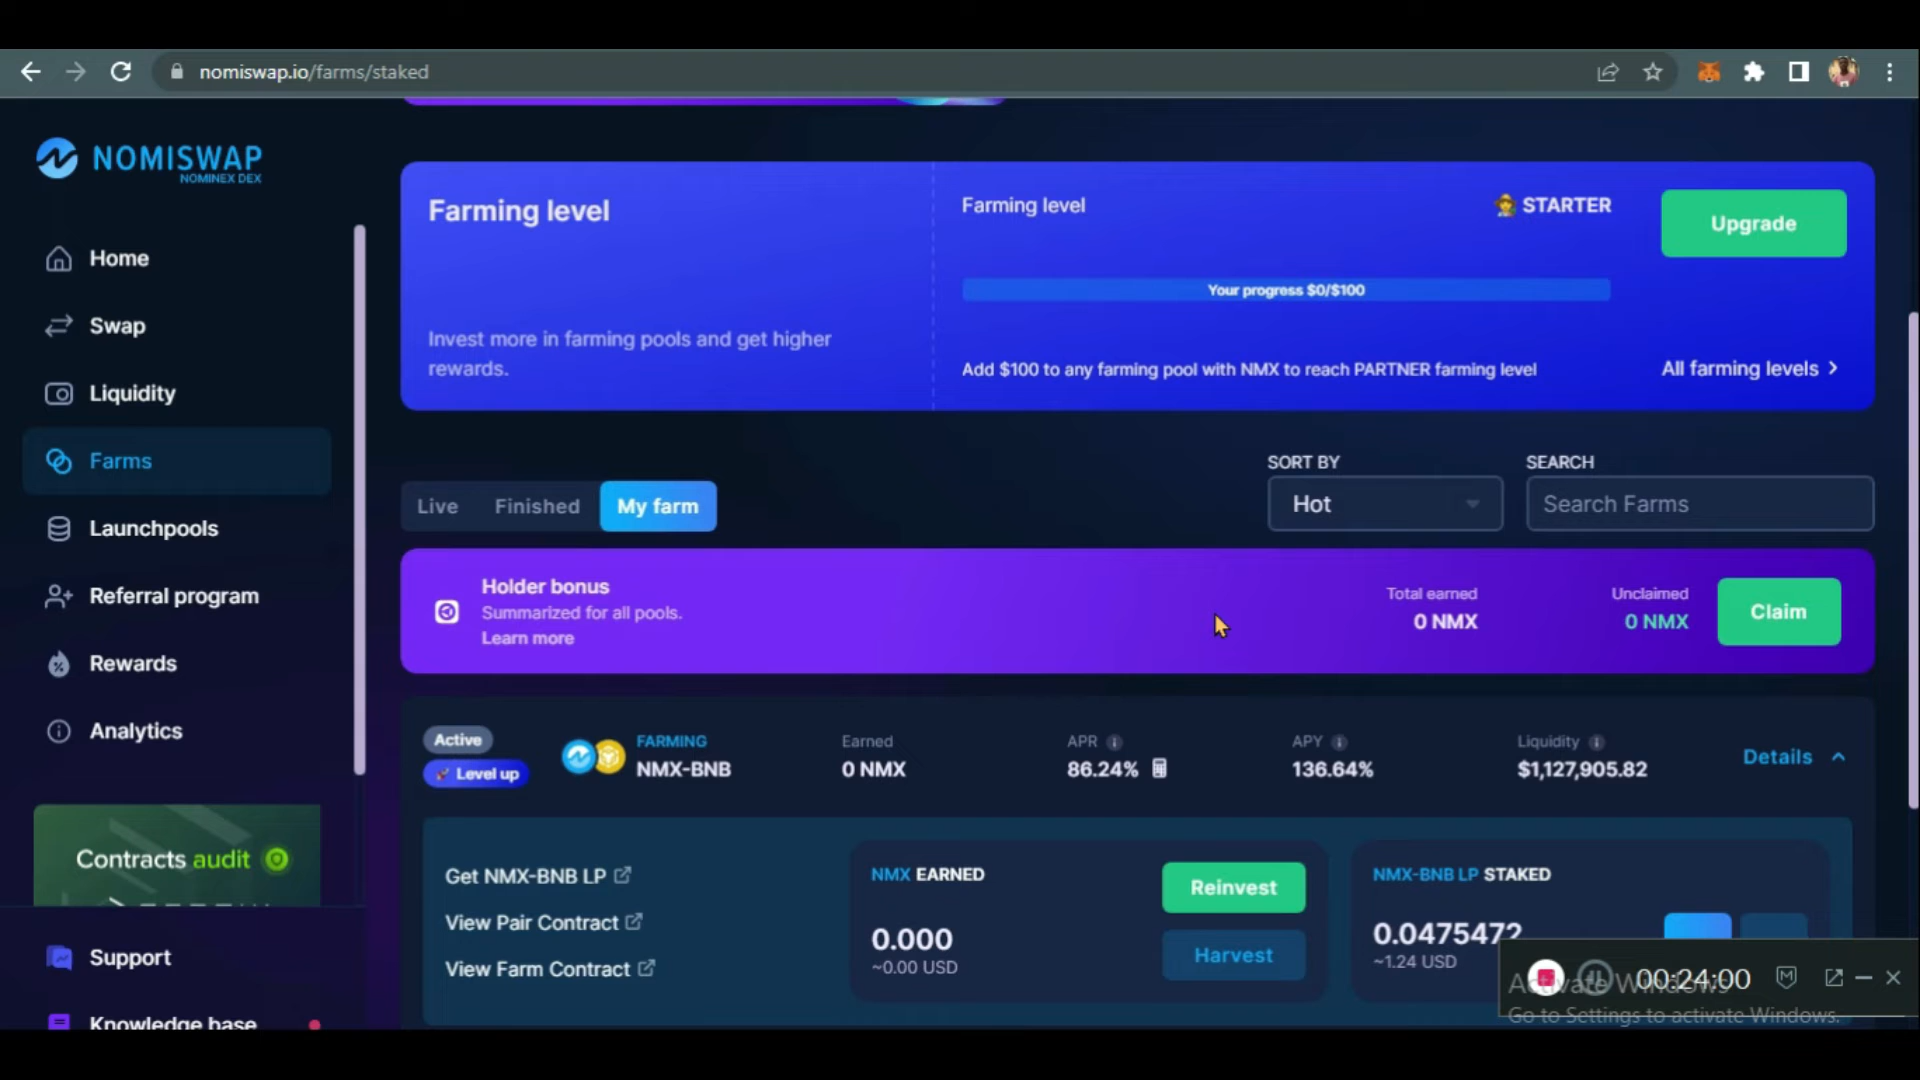 nomiswap.io/farms/staked
NOMISWAP
NOMINEX DEX
Home
Swap
Liquidity
Farms
Launchpools
Referral program
Rewards
Analytics
Contracts audit
Support
Knowledge base
Farming level
Invest more in farming pools and get higher
rewards.
Farming level
STARTER
Upgrade
Your progress $0/$100
Add $100 to any farming pool with NMX to reach PARTNER farming level
All farming levels
Live
Finished
My farm
SORT BY
Hot
SEARCH
Search Farms
Holder bonus
Summarized for all pools.
Learn more
Total earned
0 NMX
Unclaimed
0 NMX
Claim
Active
Level up
FARMING
NMX-BNB
Earned
0 NMX
APR
86.24%
APY
136.64%
Liquidity
$1,127,905.82
Details
Get NMX-BNB LP
View Pair Contract
View Farm Contract
NMX EARNED
0.000
~0.00 USD
Reinvest
Harvest
NMX-BNB LP STAKED
0.0475472
~1.24 USD
00:24:00
Activate Windows
Go to Settings to activate Windows.